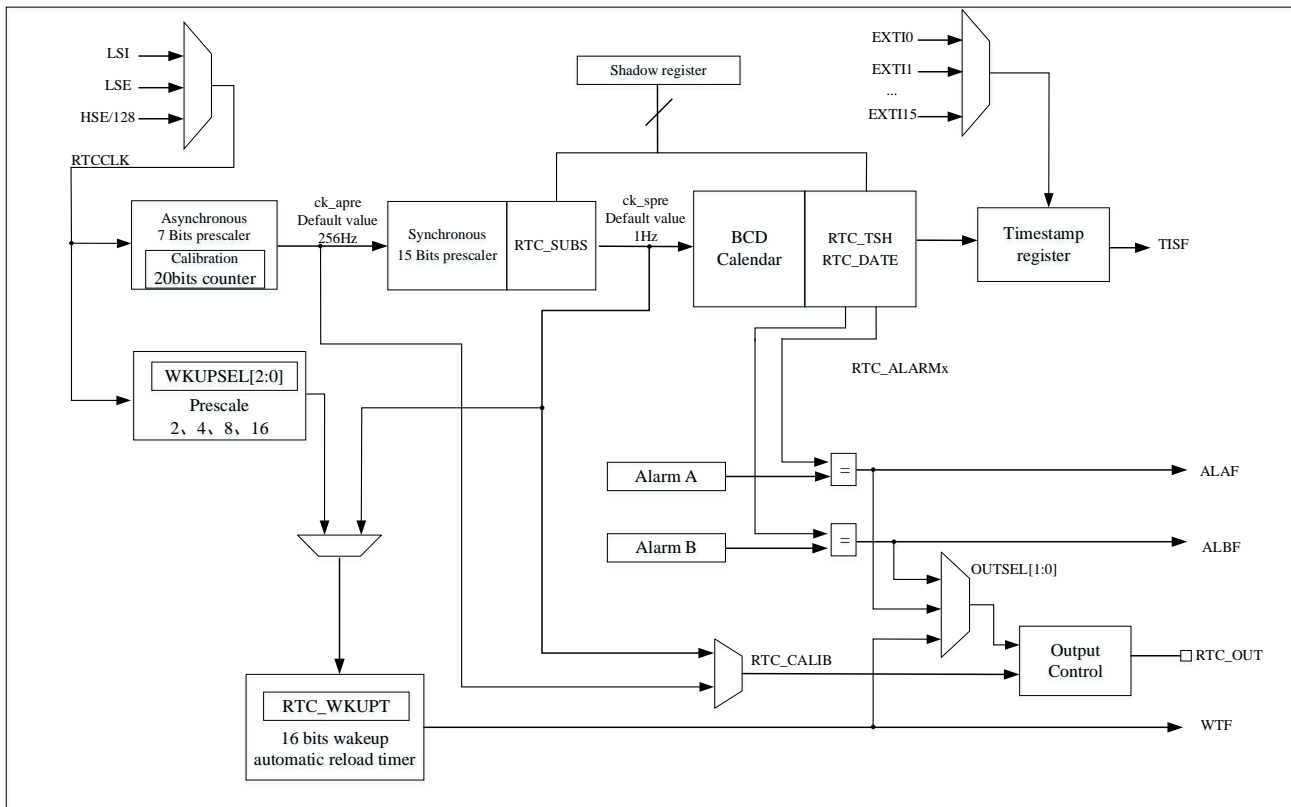 LSI
LSE
HSE/128
RTCCLK
Shadow register
EXTI0
EXTI1
...
EXTI15
Asynchronous
7 Bits prescaler
Calibration
20bits counter
ck_apre
Default value
256Hz
Synchronous
15 Bits prescaler
RTC_SUBS
ck_spre
Default value
1Hz
BCD
Calendar
RTC_TSH
RTC_DATE
Timestamp
register
TISF
WKUPSEL[2:0]
Prescale
2、4、8、16
RTC_ALARMx
Alarm A
=
ALAF
Alarm B
=
ALBF
OUTSEL[1:0]
RTC_CALIB
Output
Control
RTC_OUT
RTC_WKUPT
16 bits wakeup
automatic reload timer
WTF